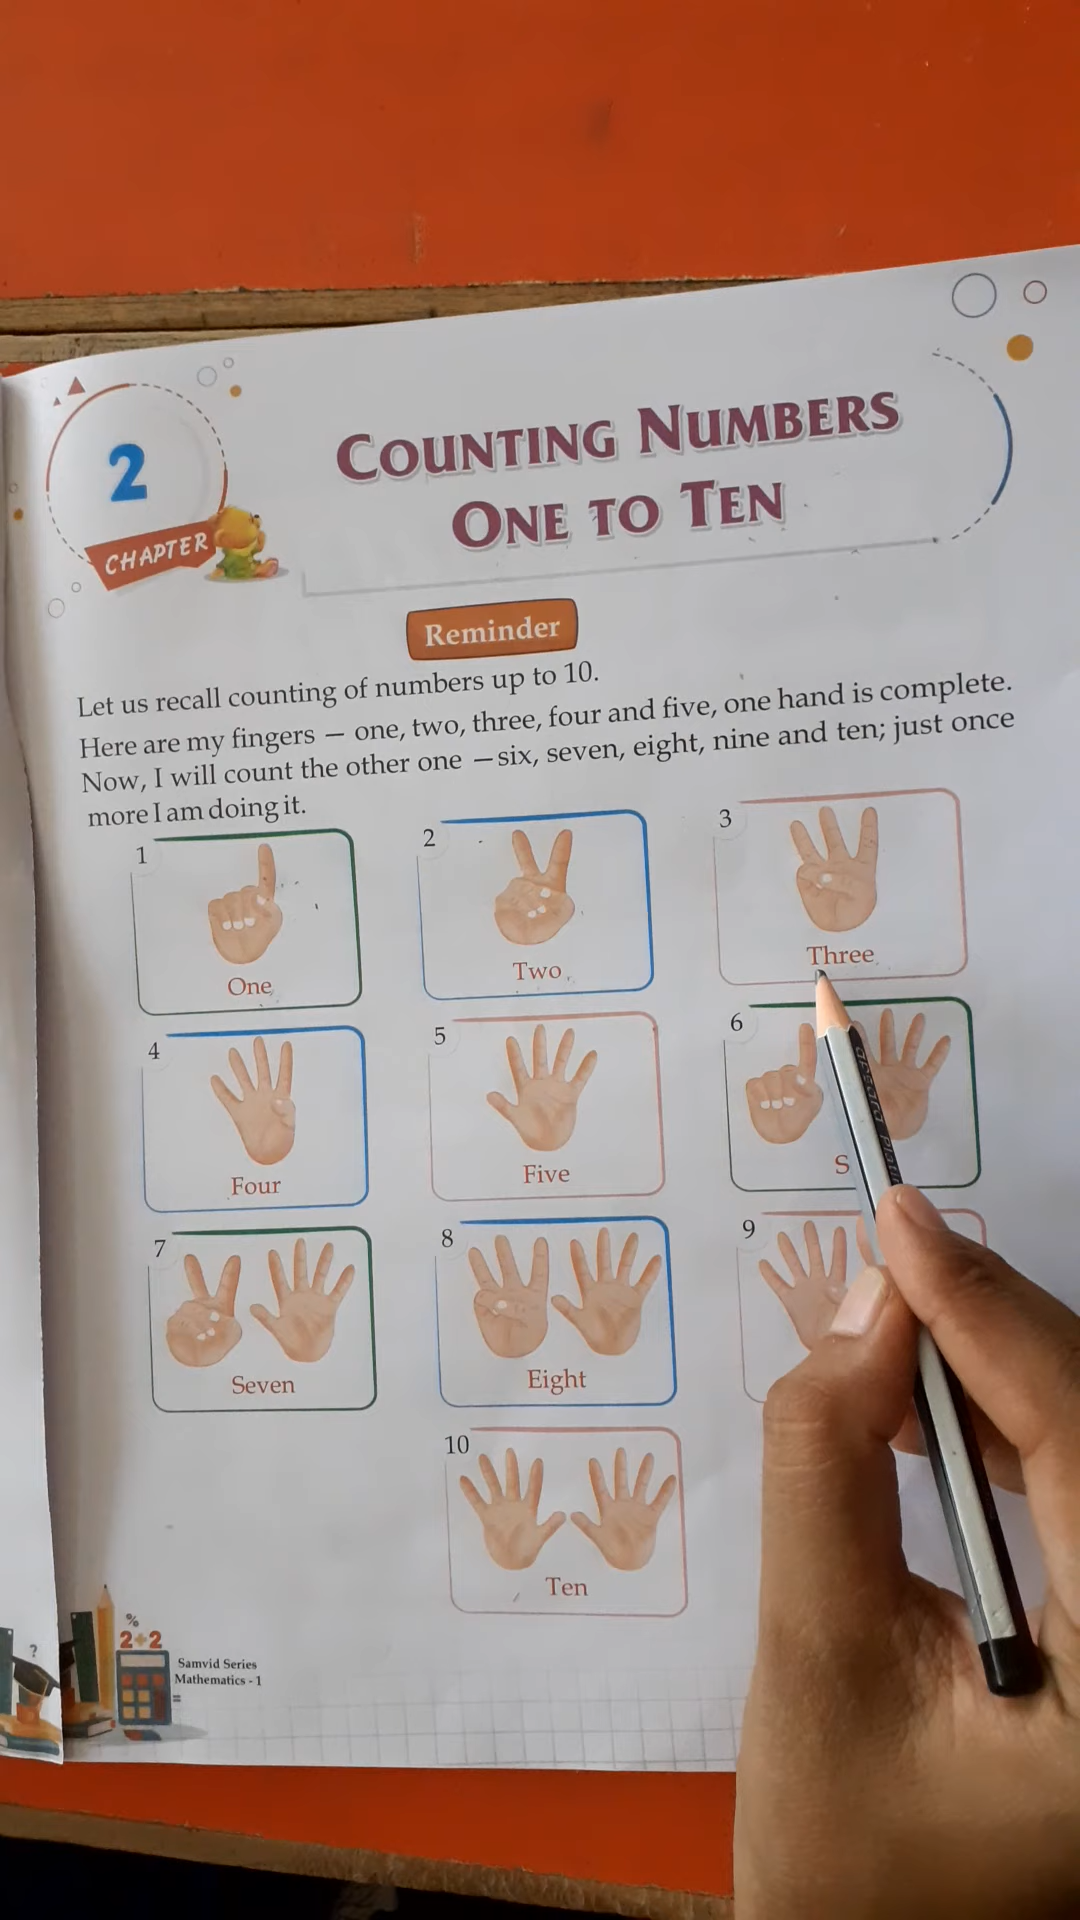 2
CHAPTER
COUNTING NUMBERS
ONE TO TEN
Reminder
Let us recall counting of numbers up to 10.
Here are my fingers — one, two, three, four and five, one hand is complete.
Now, I will count the other one — six, seven, eight, nine and ten; just once
more I am doing it.
1
One
2
Two
3
Three
4
Four
5
Five
6
S
7
Seven
8
Eight
9
10
Ten
%
2+2
=
?
Samvid Series
Mathematics - 1